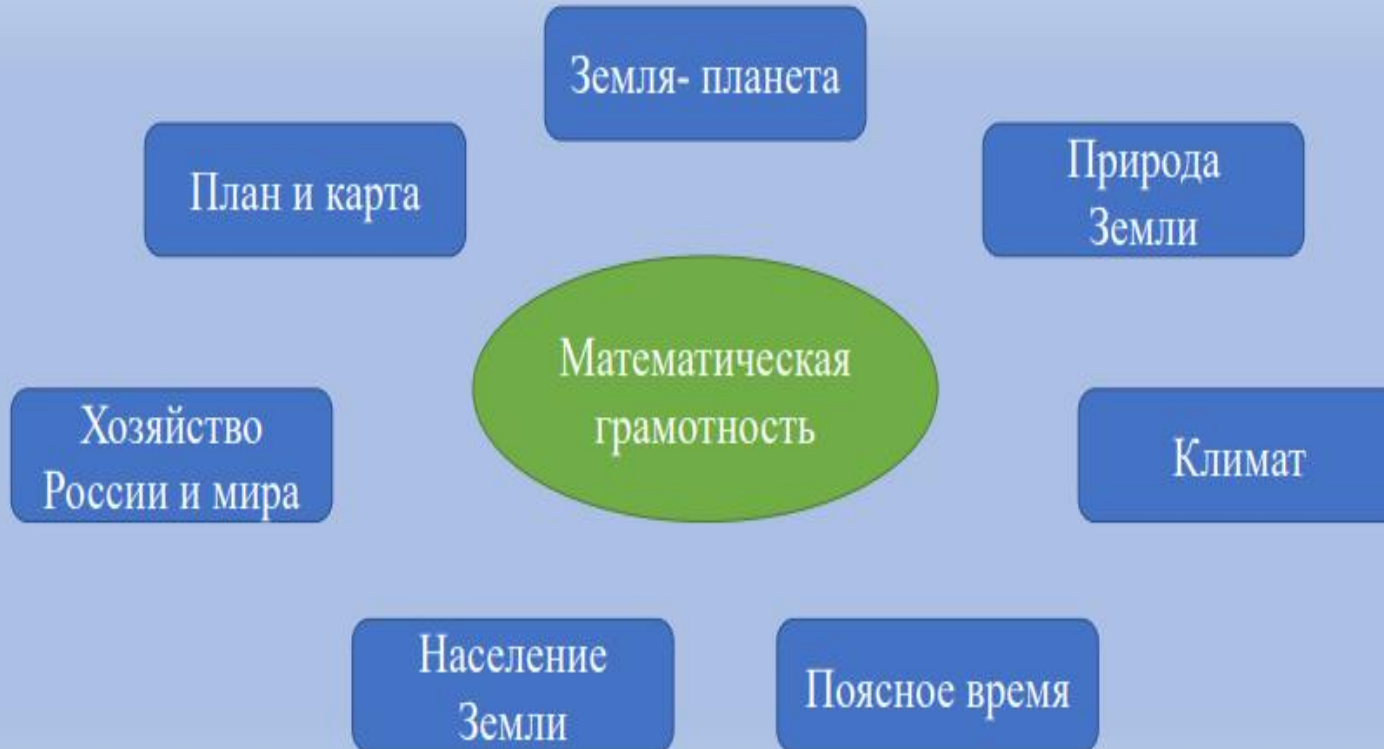 Земля- планета
План и карта
Природа
Земли
Математическая
грамотность
Хозяйство
России и мира
Климат
Население
Земли
Поясное время